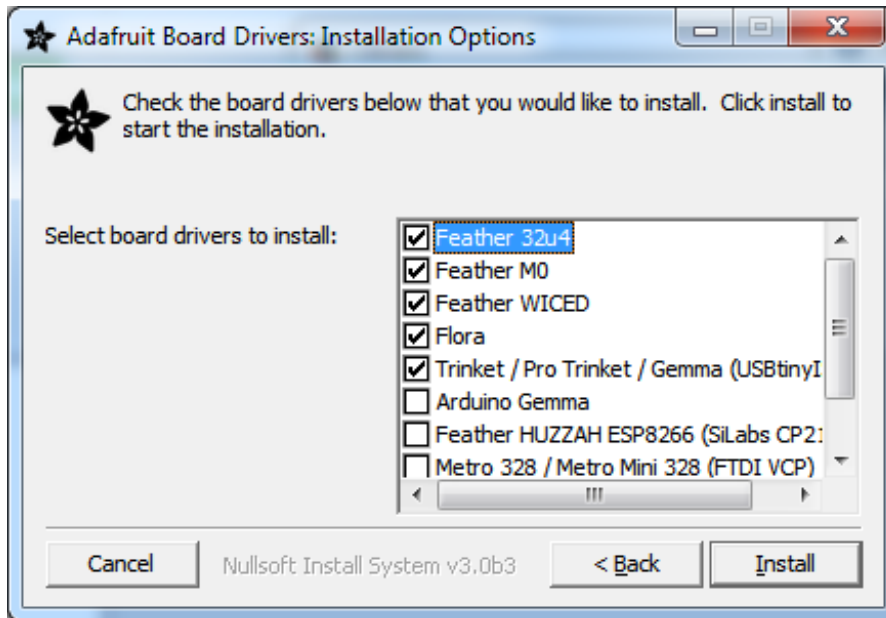 Adafruit Board Drivers: Installation Options
Check the board drivers below that you would like to install. Click install to
start the installation.
Select board drivers to install:
Feather 32u4
Feather M0
Feather WICED
Flora
Trinket / Pro Trinket / Gemma (USBtinyI
Arduino Gemma
Feather HUZZAH ESP8266 (SiLabs CP21
Metro 328 / Metro Mini 328 (FTDI VCP)
Cancel
Nullsoft Install System v3.0b3
< Back
Install